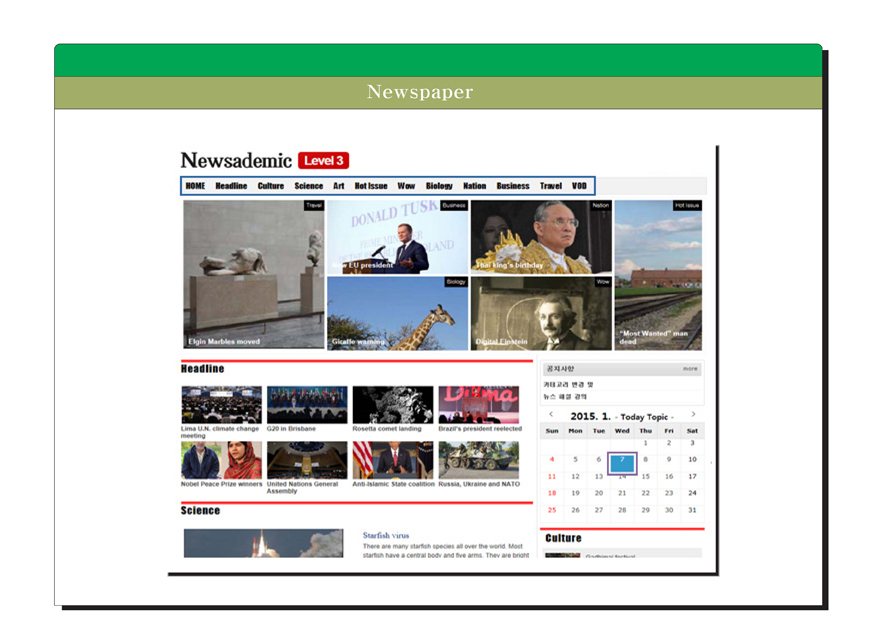 Newspaper
Newsademic Level 3
HOME Headline Culture Science Art Hot Issue Wow Biology Nation Business Travel VOD
Travel
Business
Nation
Hot Issue
DONALD TUSK
New EU president
Thai king's birthday
Biology
Wow
Elgin Marbles moved
Giraffe warning
Digital Einstein
"Most Wanted" man
dead
Headline
Lima U.N. climate change
meeting
G20 in Brisbane
Rosetta comet landing
Brazil's president reelected
Dilma
Nobel Peace Prize winners
United Nations General
Assembly
Anti-Islamic State coalition
Russia, Ukraine and NATO
Science
Starfish virus
There are many starfish species all over the world. Most
starfish have a central body and five arms. They are bright
공지사항 more
카테고리 변경 및
뉴스 해설 강의
< 2015. 1. - Today Topic - >
Sun Mon Tue Wed Thu Fri Sat
1 2 3
4 5 6 7 8 9 10
11 12 13 14 15 16 17
18 19 20 21 22 23 24
25 26 27 28 29 30 31
Culture